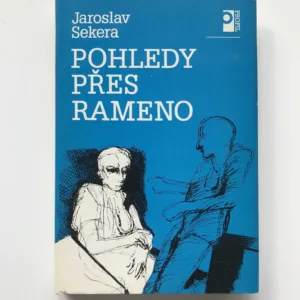 Jaroslav
Sekera
POHLEDY
PŘES
RAMENO